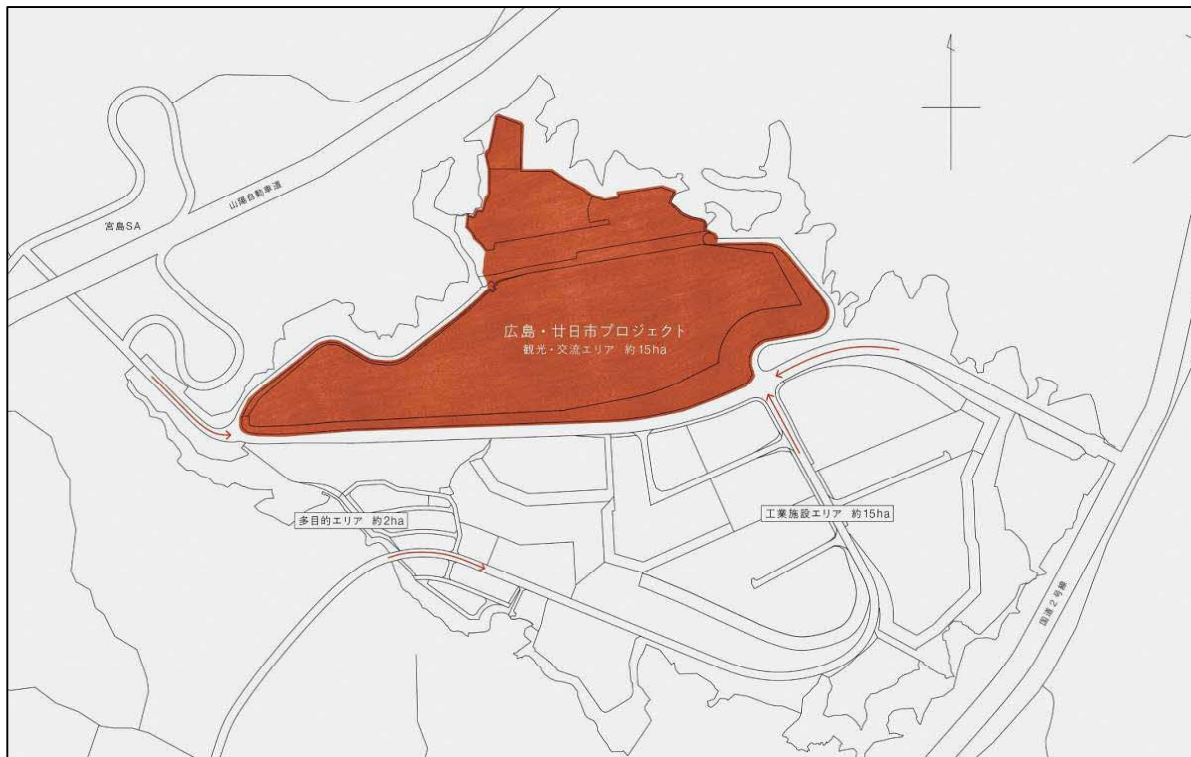 山陽自動車道
宮島SA
広島・廿日市プロジェクト
観光・交流エリア 約15ha
多目的エリア 約2ha
工業施設エリア 約15ha
国道2号線